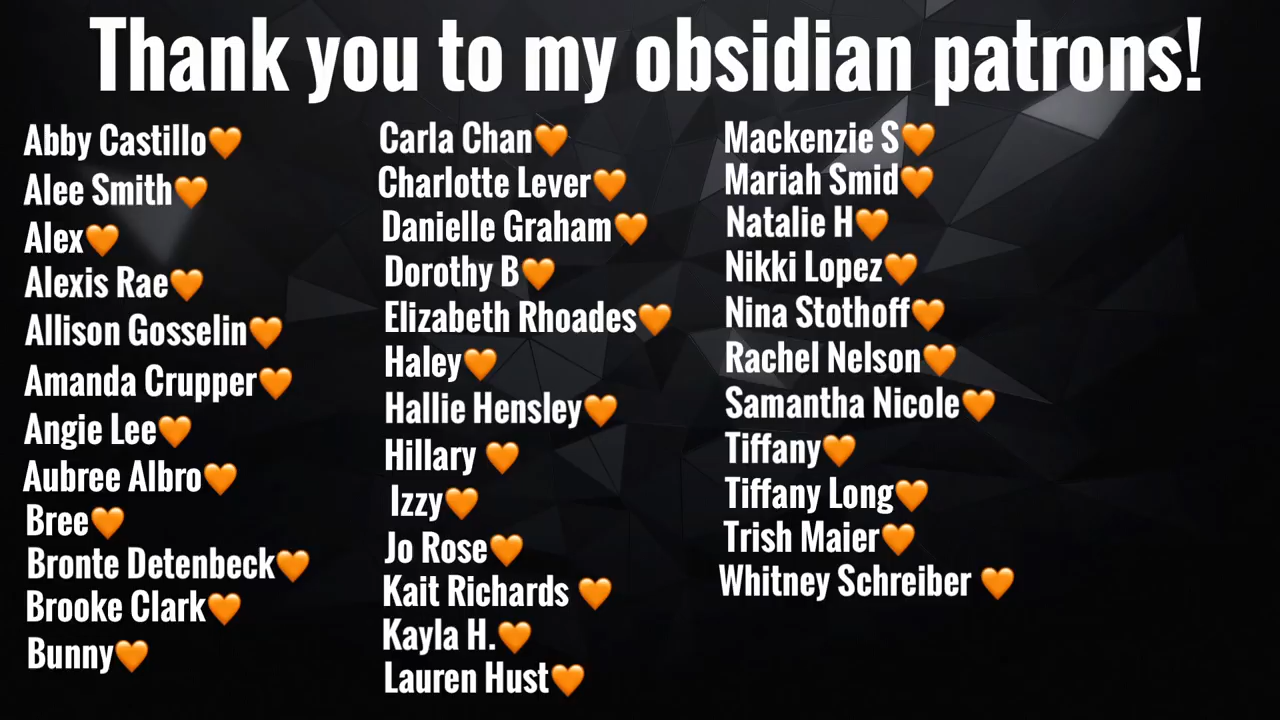 Thank you to my obsidian patrons!
Abby Castillo🧡
Alee Smith🧡
Alex🧡
Alexis Rae🧡
Allison Gosselin🧡
Amanda Crupper🧡
Angie Lee🧡
Aubree Albro🧡
Bree🧡
Bronte Detenbeck🧡
Brooke Clark🧡
Bunny🧡
Carla Chan🧡
Charlotte Lever🧡
Danielle Graham🧡
Dorothy B🧡
Elizabeth Rhoades🧡
Haley🧡
Hallie Hensley🧡
Hillary 🧡
Izzy🧡
Jo Rose🧡
Kait Richards 🧡
Kayla H.🧡
Lauren Hust🧡
Mackenzie S🧡
Mariah Smid🧡
Natalie H🧡
Nikki Lopez🧡
Nina Stothoff🧡
Rachel Nelson🧡
Samantha Nicole🧡
Tiffany🧡
Tiffany Long🧡
Trish Maier🧡
Whitney Schreiber 🧡